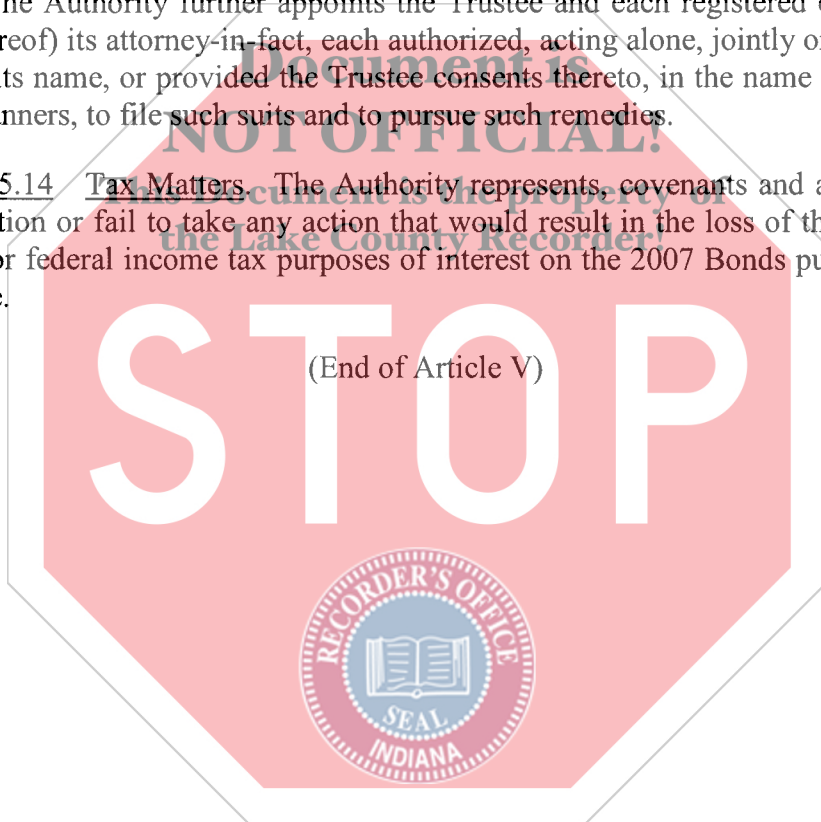 he Authority further appoints the Trustee and each registered
reof) its attorney-in-fact, each authorized, acting alone, jointly
ts name, or provided the Trustee consents thereto, in the name
nners, to file such suits and to pursue such remedies.
Document is
NOT OFFICIAL!
5.14 Tax Matters. The Authority represents, covenants and a
This Document is the property of
tion or fail to take any action that would result in the loss of th
the Lake County Recorder!
or federal income tax purposes of interest on the 2007 Bonds pu
e.
(End of Article V)
STOP
RECORDER'S OFFICE
SEAL
INDIANA